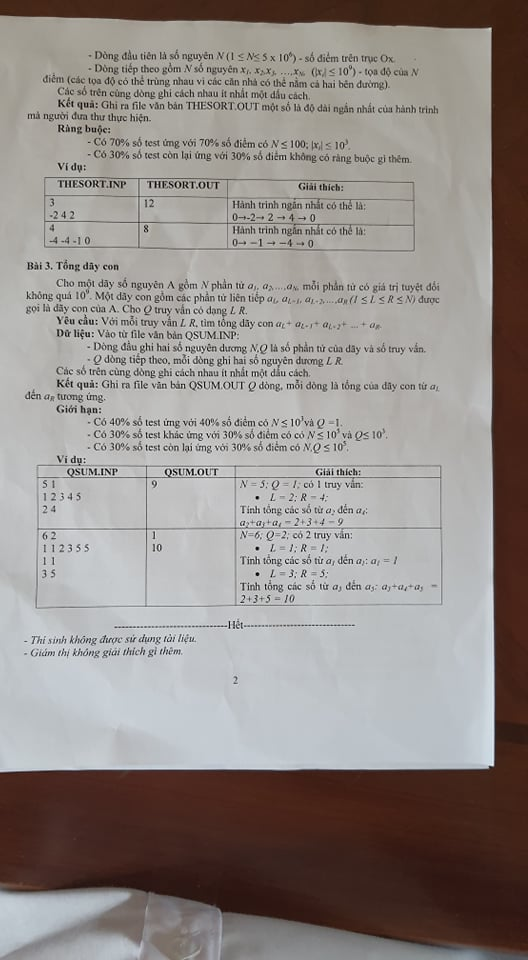 - Dòng đầu tiên là số nguyên N (1 ≤ N≤ 5 x 10⁶) - số điểm trên trục Ox.
- Dòng tiếp theo gồm N số nguyên x₁, x₂,x₃, …,xN, (|xᵢ| ≤ 10⁹) - tọa độ của N
điểm (các tọa độ có thể trùng nhau vì các căn nhà có thể nằm cả hai bên đường).
Các số trên cùng dòng ghi cách nhau ít nhất một dấu cách.
Kết quả: Ghi ra file văn bản THESORT.OUT một số là độ dài ngắn nhất của hành trình
mà người đưa thư thực hiện.
Ràng buộc:
- Có 70% số test ứng với 70% số điểm có N ≤ 100; |xᵢ| ≤ 10³.
- Có 30% số test còn lại ứng với 30% số điểm không có ràng buộc gì thêm.
Ví dụ:
THESORT.INP THESORT.OUT Giải thích:
3 12 Hành trình ngắn nhất có thể là:
-2 4 2 0→-2→ 2 → 4 → 0
4 8 Hành trình ngắn nhất có thể là:
-4 -4 -1 0 0→ −1 → −4 → 0
Bài 3. Tổng dãy con
Cho một dãy số nguyên A gồm N phần tử a₁, a₂,…,aN, mỗi phần tử có giá trị tuyệt đối
không quá 10⁹. Một dãy con gồm các phần tử liên tiếp aL, aL+1, aL+2,…,aR (1 ≤ L ≤ R ≤ N) được
gọi là dãy con của A. Cho Q truy vấn có dạng L R.
Yêu cầu: Với mỗi truy vấn L R, tìm tổng dãy con aL+ aL+1+ aL+2+ … + aR.
Dữ liệu: Vào từ file văn bản QSUM.INP:
- Dòng đầu ghi hai số nguyên dương N,Q là số phần tử của dãy và số truy vấn.
- Q dòng tiếp theo, mỗi dòng ghi hai số nguyên dương L R.
Các số trên cùng dòng ghi cách nhau ít nhất một dấu cách.
Kết quả: Ghi ra file văn bản QSUM.OUT Q dòng, mỗi dòng là tổng của dãy con từ aL
đến aR tương ứng.
Giới hạn:
- Có 40% số test ứng với 40% số điểm có N ≤ 10³và Q =1.
- Có 30% số test khác ứng với 30% số điểm có có N ≤ 10⁵ và Q≤ 10³.
- Có 30% số test còn lại ứng với 30% số điểm có N,Q ≤ 10⁵.
Ví dụ:
QSUM.INP QSUM.OUT Giải thích:
5 1 9 N = 5; Q = 1; có 1 truy vấn:
1 2 3 4 5 • L = 2; R = 4;
2 4 Tính tổng các số từ a₂ đến a₄:
a₂+a₃+a₄ = 2+3+4 = 9
6 2 1 N=6; Q=2; có 2 truy vấn:
1 1 2 3 5 5 10 • L = 1; R = 1;
1 1 Tính tổng các số từ a₁ đến a₁: a₁ = 1
3 5 • L = 3; R = 5;
Tính tổng các số từ a₃ đến a₅: a₃+a₄+a₅ =
2+3+5 = 10
--------------------------------Hết--------------------------------
- Thí sinh không được sử dụng tài liệu.
- Giám thị không giải thích gì thêm.
2